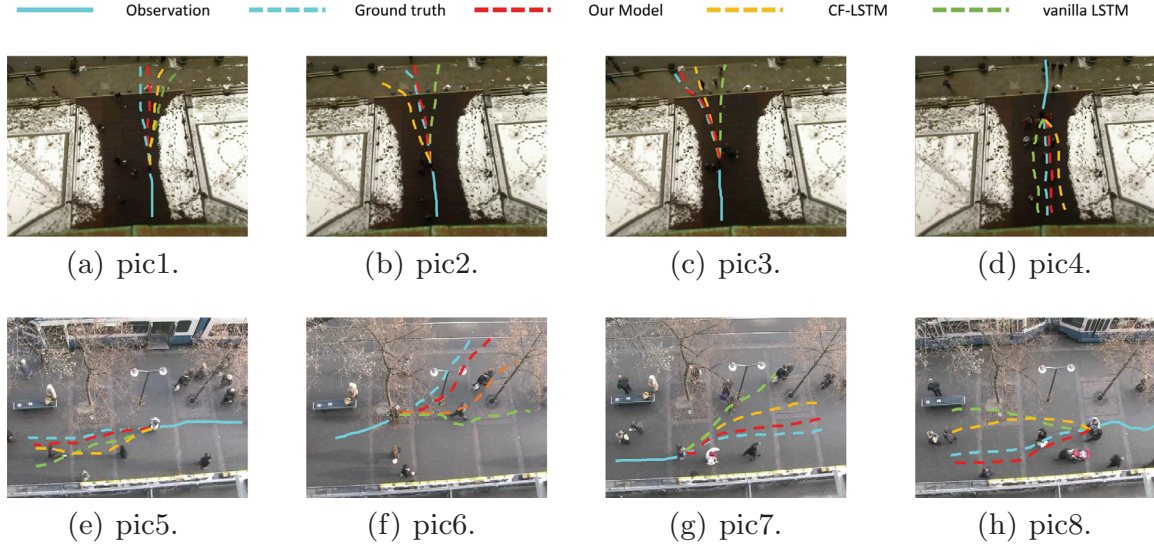 Observation Ground truth Our Model CF-LSTM vanilla LSTM
(a) pic1. (b) pic2. (c) pic3. (d) pic4.
(e) pic5. (f) pic6. (g) pic7. (h) pic8.